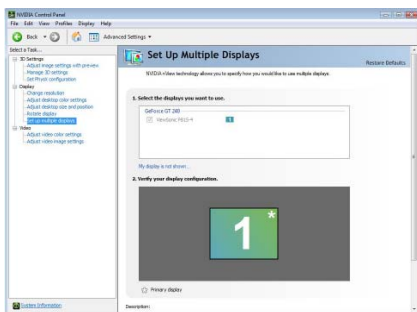 NVIDIA Control Panel
File Edit View Profiles Display Help
Back Advanced Settings
Select a Task...
3D Settings
Adjust image settings with preview
Manage 3D settings
Set PhysX configuration
Display
Change resolution
Adjust desktop color settings
Adjust desktop size and position
Rotate display
Set up multiple displays
Video
Adjust video color settings
Adjust video image settings
System Information
Set Up Multiple Displays
Restore Defaults
NVIDIA nView technology allows you to specify how you would like to use multiple displays.
1. Select the displays you want to use.
GeForce GT 240
ViewSonic
1
My display is not shown...
2. Verify your display configuration.
1 *
Primary display
Description: